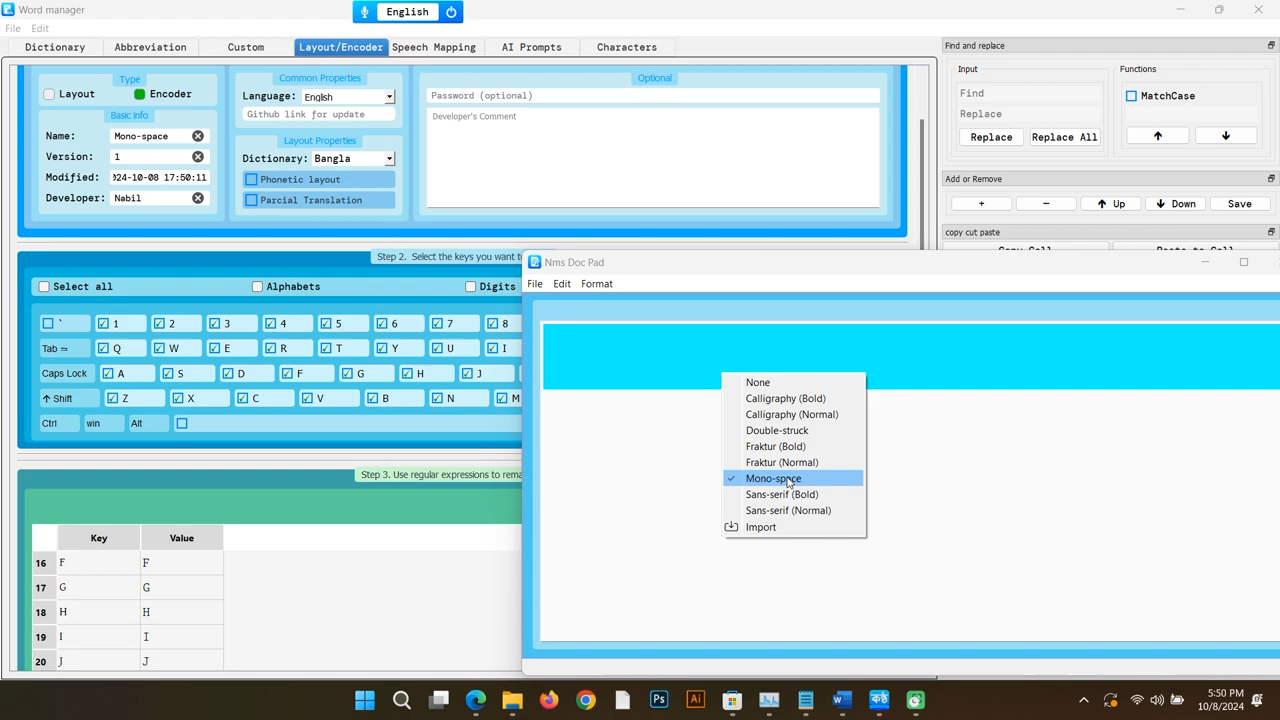 Word manager
English
File Edit
Dictionary Abbreviation Custom Layout/Encoder Speech Mapping AI Prompts Characters
Type
Layout Encoder
Basic info
Name: Mono-space
Version: 1
Modified: 24-10-08 17:50:11
Developer: Nabil
Common Properties
Language: English
Github link for update
Layout Properties
Dictionary: Bangla
Phonetic layout
Parcial Translation
Optional
Password (optional)
Developer's Comment
Find and replace
Input
Find
Replace
Replace Replace All
Functions
MatchCase
Add or Remove
+ − Up Down Save
copy cut paste
Step 2. Select the keys you want to
Select all Alphabets Digits
` 1 2 3 4 5 6 7 8
Tab Q W E R T Y U I
Caps Lock A S D F G H J
Shift Z X C V B N M
Ctrl win Alt
Step 3. Use regular expressions to rema
Key Value
16 F F
17 G G
18 H H
19 I I
20 J J
Nms Doc Pad
File Edit Format
None
Calligraphy (Bold)
Calligraphy (Normal)
Double-struck
Fraktur (Bold)
Fraktur (Normal)
Mono-space
Sans-serif (Bold)
Sans-serif (Normal)
Import
Ps Ai
5:50 PM
10/8/2024